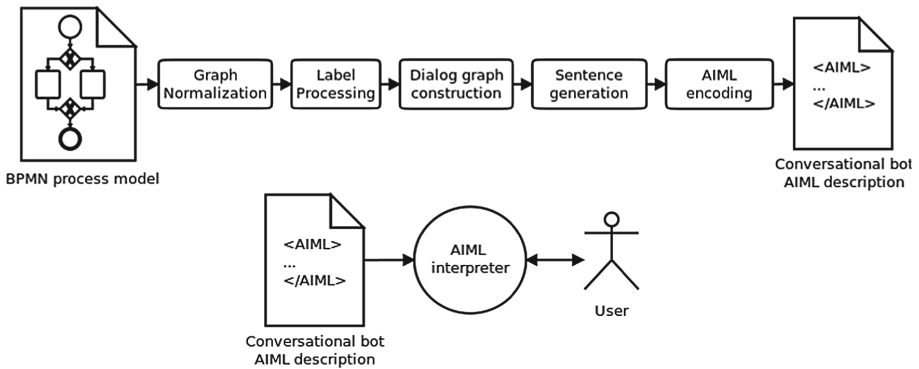 Graph
Normalization
Label
Processing
Dialog graph
construction
Sentence
generation
AIML
encoding
<AIML>
...
</AIML>
BPMN process model
Conversational bot
AIML description
<AIML>
...
</AIML>
AIML
interpreter
User
Conversational bot
AIML description